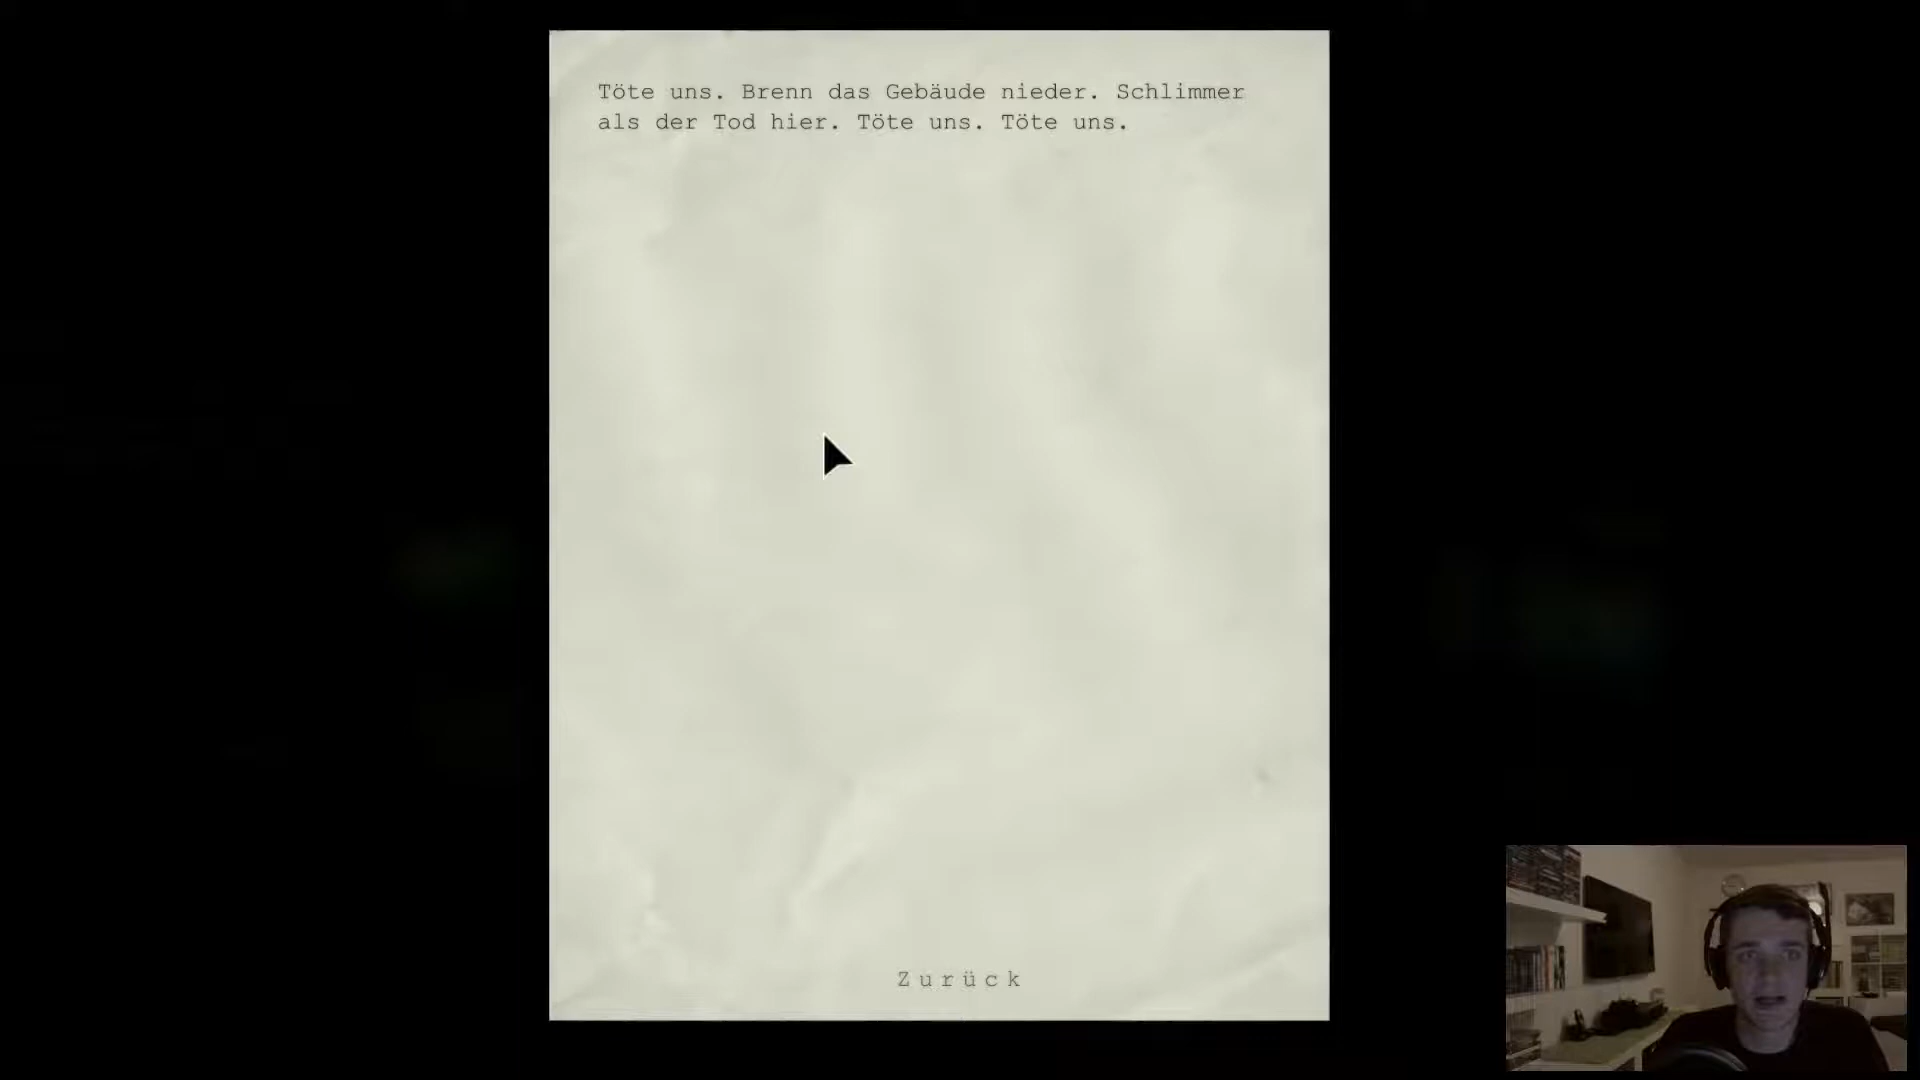 Töte uns. Brenn das Gebäude nieder. Schlimmer
als der Tod hier. Töte uns. Töte uns.
Zurück